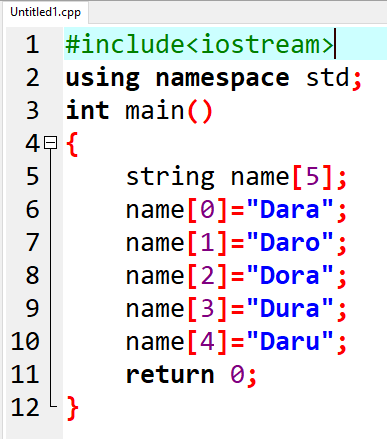 Untitled1.cpp
1 #include<iostream>
2 using namespace std;
3 int main()
4 {
5 string name[5];
6 name[0]="Dara";
7 name[1]="Daro";
8 name[2]="Dora";
9 name[3]="Dura";
10 name[4]="Daru";
11 return 0;
12 }